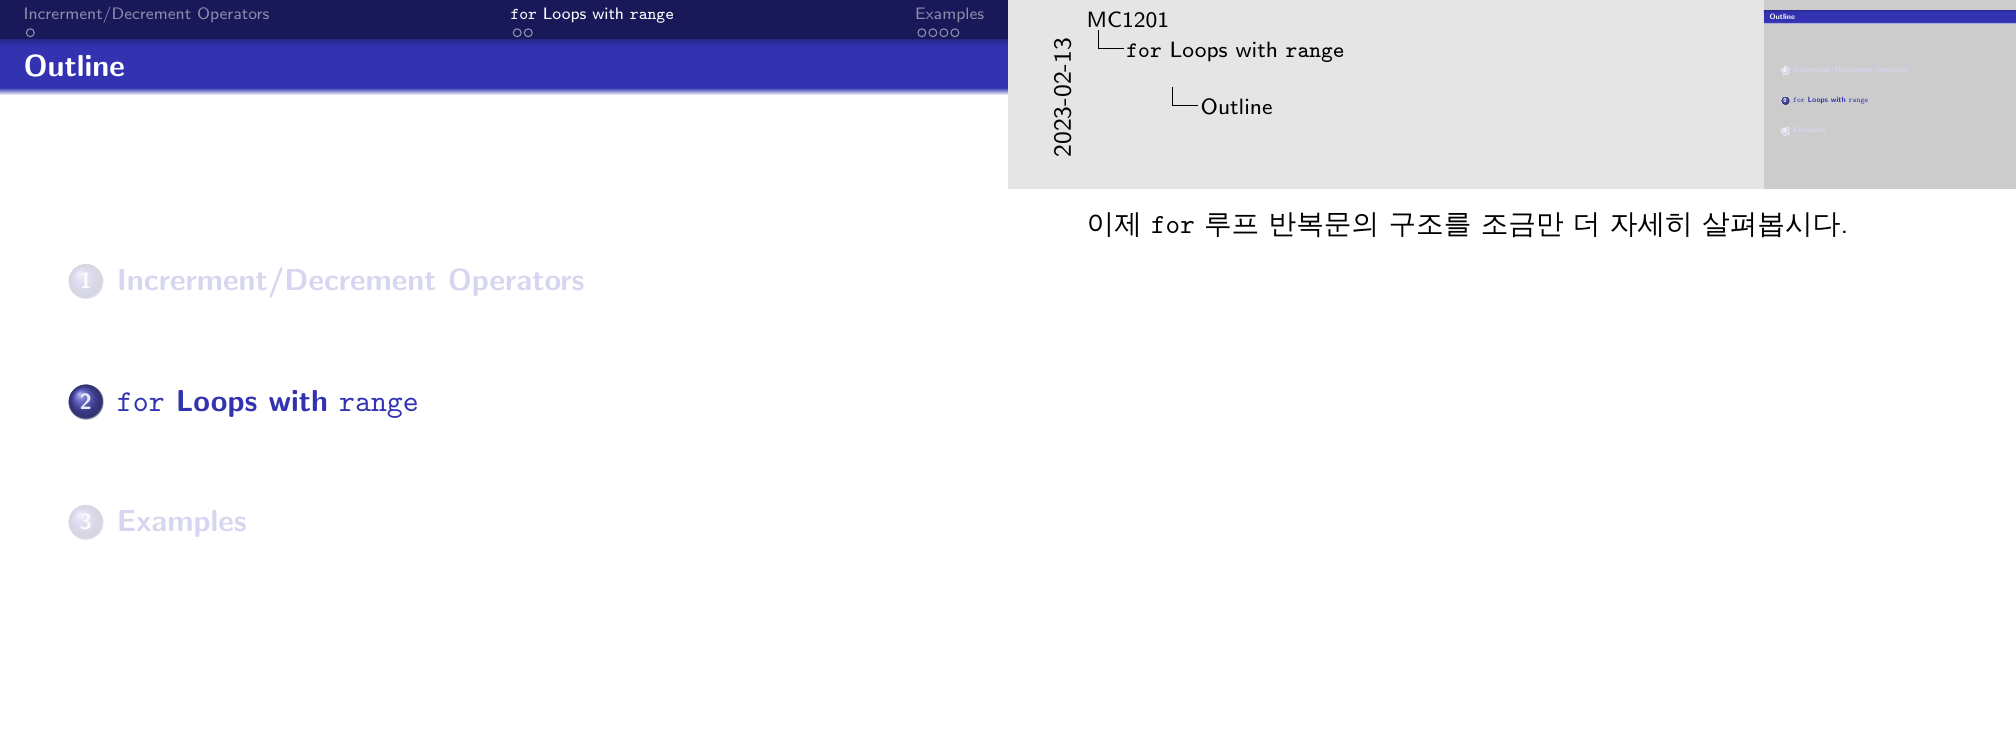 Increrment/Decrement Operators
for Loops with range
Examples
Outline
1 Increrment/Decrement Operators
2 for Loops with range
3 Examples
2023-02-13
MC1201
for Loops with range
Outline
Outline
1 Increrment/Decrement Operators
2 for Loops with range
3 Examples
이제 for 루프 반복문의 구조를 조금만 더 자세히 살펴봅시다.